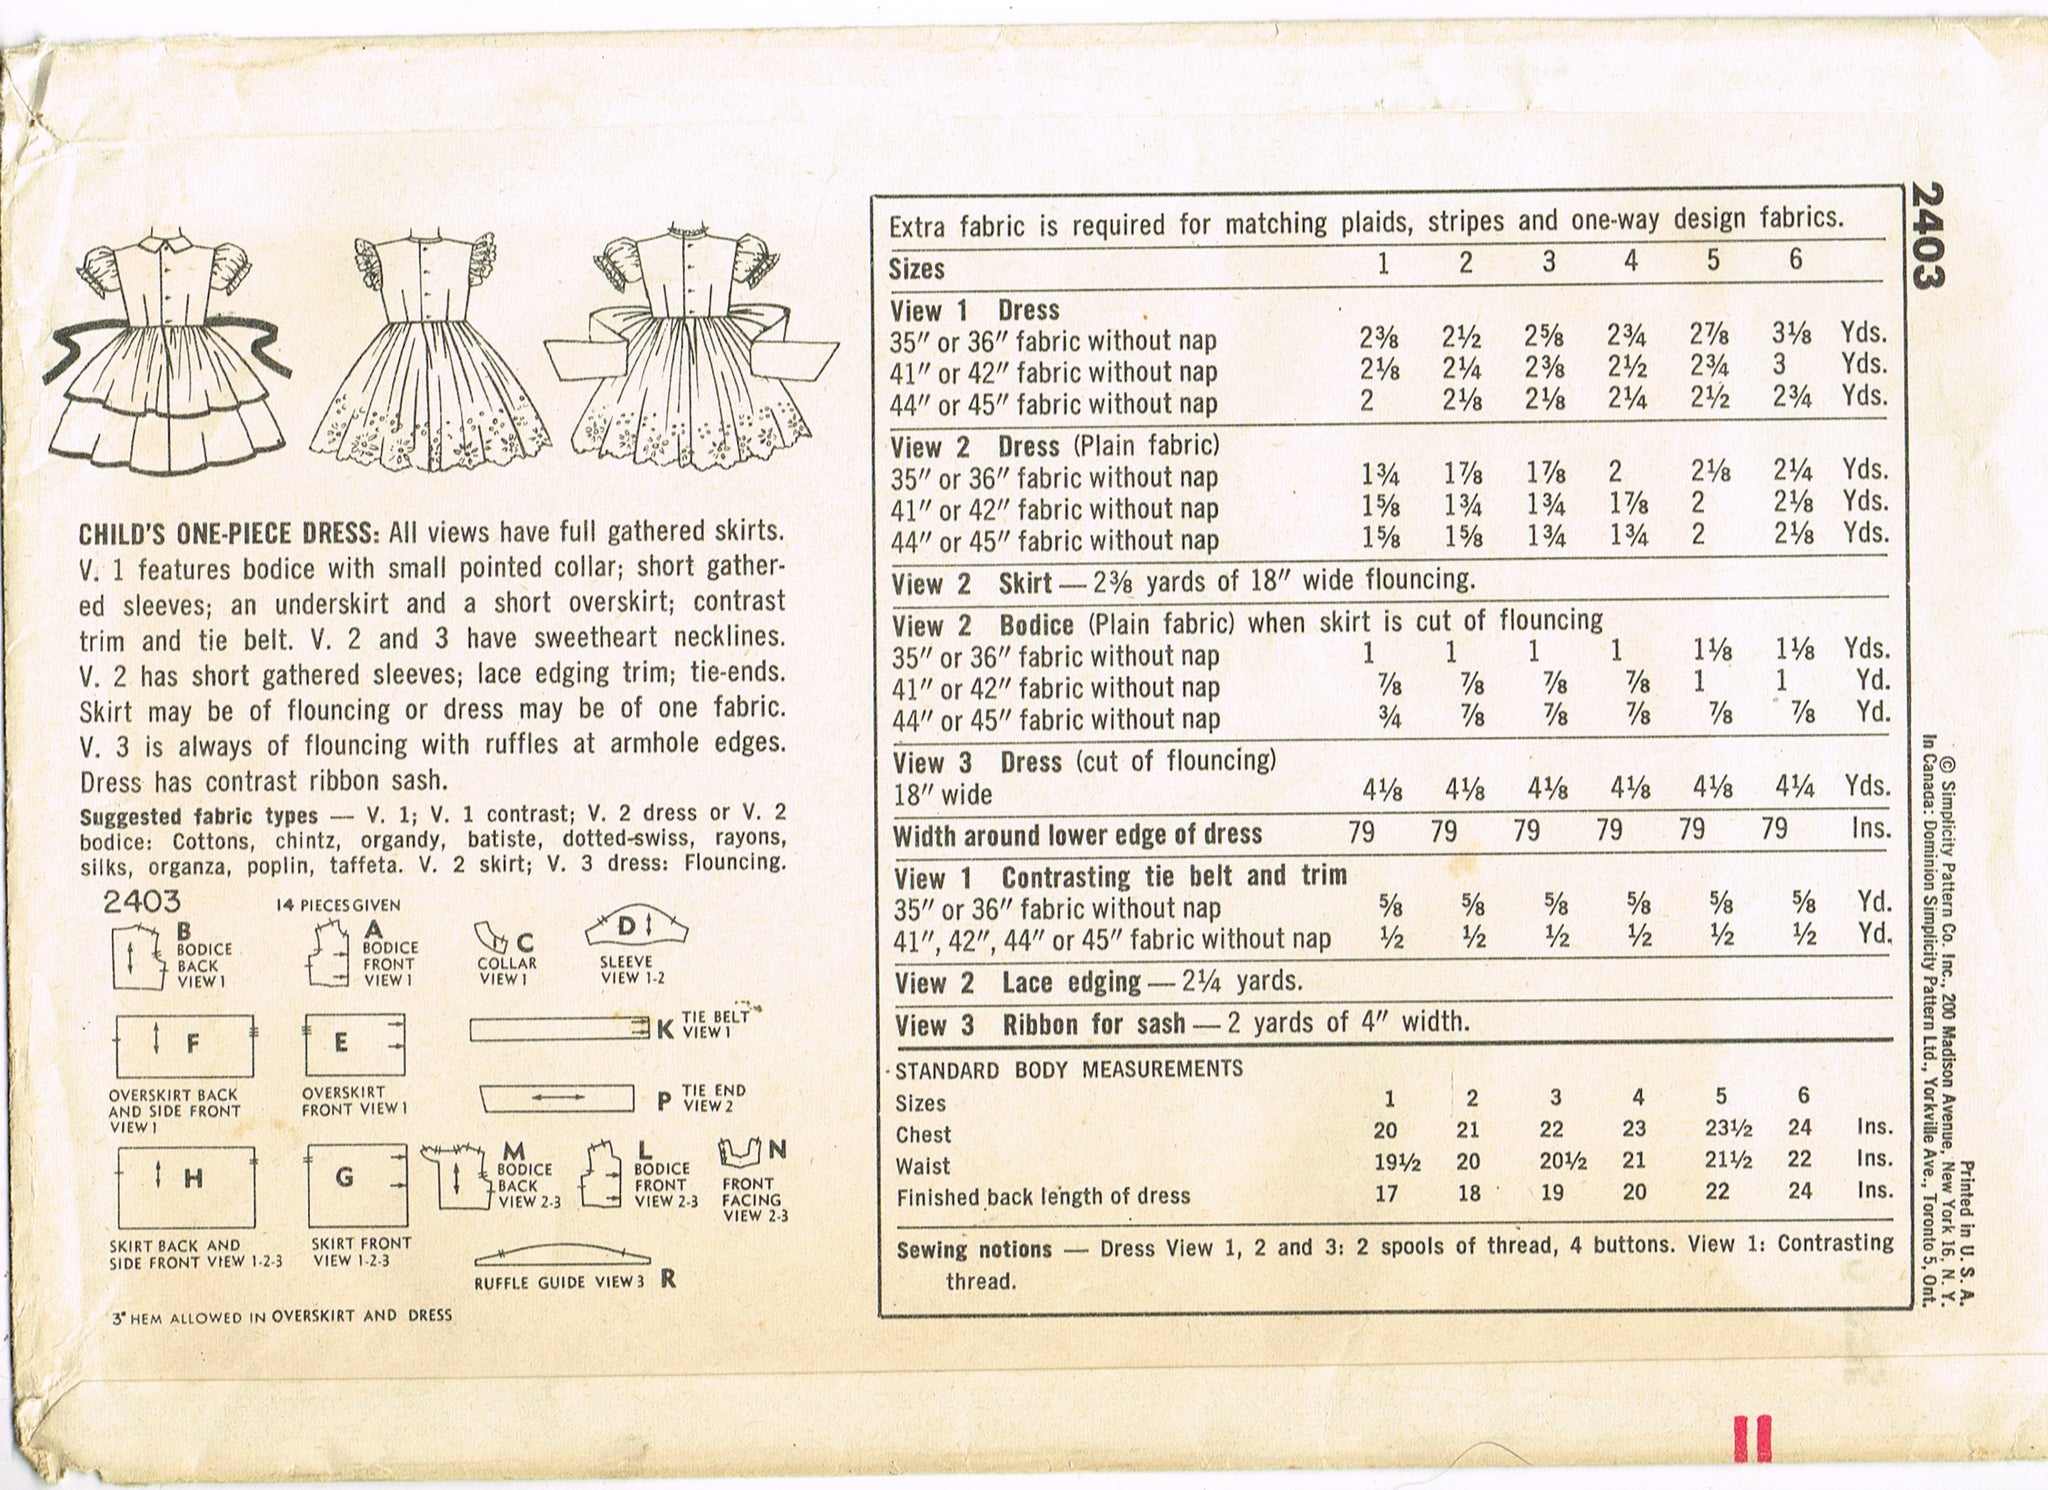 CHILD'S ONE-PIECE DRESS: All views have full gathered skirts.
V. 1 features bodice with small pointed collar; short gather-
ed sleeves; an underskirt and a short overskirt; contrast
trim and tie belt. V. 2 and 3 have sweetheart necklines.
V. 2 has short gathered sleeves; lace edging trim; tie-ends.
Skirt may be of flouncing or dress may be of one fabric.
V. 3 is always of flouncing with ruffles at armhole edges.
Dress has contrast ribbon sash.
Suggested fabric types — V. 1; V. 1 contrast; V. 2 dress or V. 2
bodice: Cottons, chintz, organdy, batiste, dotted-swiss, rayons,
silks, organza, poplin, taffeta. V. 2 skirt; V. 3 dress: Flouncing.
2403 14 PIECES GIVEN
B
BODICE
BACK
VIEW 1
A
BODICE
FRONT
VIEW 1
C
COLLAR
VIEW 1
D
SLEEVE
VIEW 1-2
F
OVERSKIRT BACK
AND SIDE FRONT
VIEW 1
E
OVERSKIRT
FRONT VIEW 1
K TIE BELT
VIEW 1
P TIE END
VIEW 2
H
SKIRT BACK AND
SIDE FRONT VIEW 1-2-3
G
SKIRT FRONT
VIEW 1-2-3
M
BODICE
BACK
VIEW 2-3
L
BODICE
FRONT
VIEW 2-3
N
FRONT
FACING
VIEW 2-3
RUFFLE GUIDE VIEW 3 R
3" HEM ALLOWED IN OVERSKIRT AND DRESS
Extra fabric is required for matching plaids, stripes and one-way design fabrics.
Sizes 1 2 3 4 5 6
View 1 Dress
35" or 36" fabric without nap 2⅜ 2½ 2⅝ 2¾ 2⅞ 3⅛ Yds.
41" or 42" fabric without nap 2⅛ 2¼ 2⅜ 2½ 2¾ 3 Yds.
44" or 45" fabric without nap 2 2⅛ 2⅛ 2¼ 2½ 2¾ Yds.
View 2 Dress (Plain fabric)
35" or 36" fabric without nap 1¾ 1⅞ 1⅞ 2 2⅛ 2¼ Yds.
41" or 42" fabric without nap 1⅝ 1¾ 1¾ 1⅞ 2 2⅛ Yds.
44" or 45" fabric without nap 1⅝ 1⅝ 1¾ 1¾ 2 2⅛ Yds.
View 2 Skirt — 2⅜ yards of 18" wide flouncing.
View 2 Bodice (Plain fabric) when skirt is cut of flouncing
35" or 36" fabric without nap 1 1 1 1 1⅛ 1⅛ Yds.
41" or 42" fabric without nap ⅞ ⅞ ⅞ ⅞ 1 1 Yd.
44" or 45" fabric without nap ¾ ⅞ ⅞ ⅞ ⅞ ⅞ Yd.
View 3 Dress (cut of flouncing)
18" wide 4⅛ 4⅛ 4⅛ 4⅛ 4⅛ 4¼ Yds.
Width around lower edge of dress 79 79 79 79 79 79 Ins.
View 1 Contrasting tie belt and trim
35" or 36" fabric without nap ⅝ ⅝ ⅝ ⅝ ⅝ ⅝ Yd.
41", 42", 44" or 45" fabric without nap ½ ½ ½ ½ ½ ½ Yd.
View 2 Lace edging — 2¼ yards.
View 3 Ribbon for sash — 2 yards of 4" width.
STANDARD BODY MEASUREMENTS
Sizes 1 2 3 4 5 6
Chest 20 21 22 23 23½ 24 Ins.
Waist 19½ 20 20½ 21 21½ 22 Ins.
Finished back length of dress 17 18 19 20 22 24 Ins.
Sewing notions — Dress View 1, 2 and 3: 2 spools of thread, 4 buttons. View 1: Contrasting
thread.
2403
Printed in U. S. A.
© Simplicity Pattern Co. Inc., 200 Madison Avenue, New York 16, N. Y.
In Canada: Dominion Simplicity Pattern Ltd., Yorkville Ave., Toronto 5, Ont.